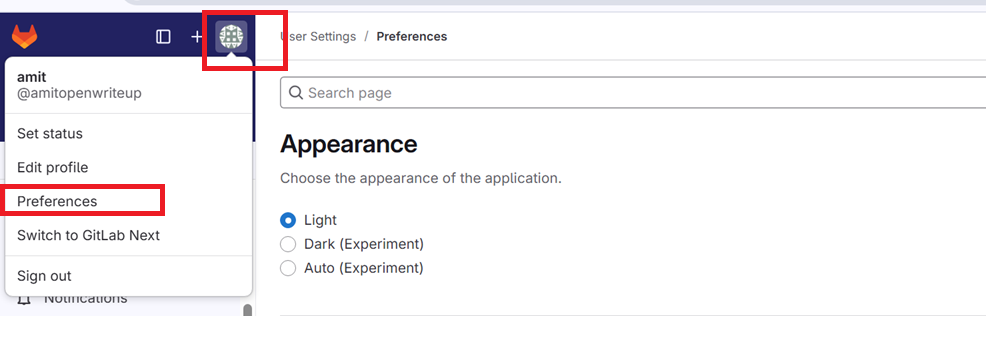 amit
@amitopenwriteup
Set status
Edit profile
Preferences
Switch to GitLab Next
Sign out
Notifications
User Settings / Preferences
Search page
Appearance
Choose the appearance of the application.
Light
Dark (Experiment)
Auto (Experiment)